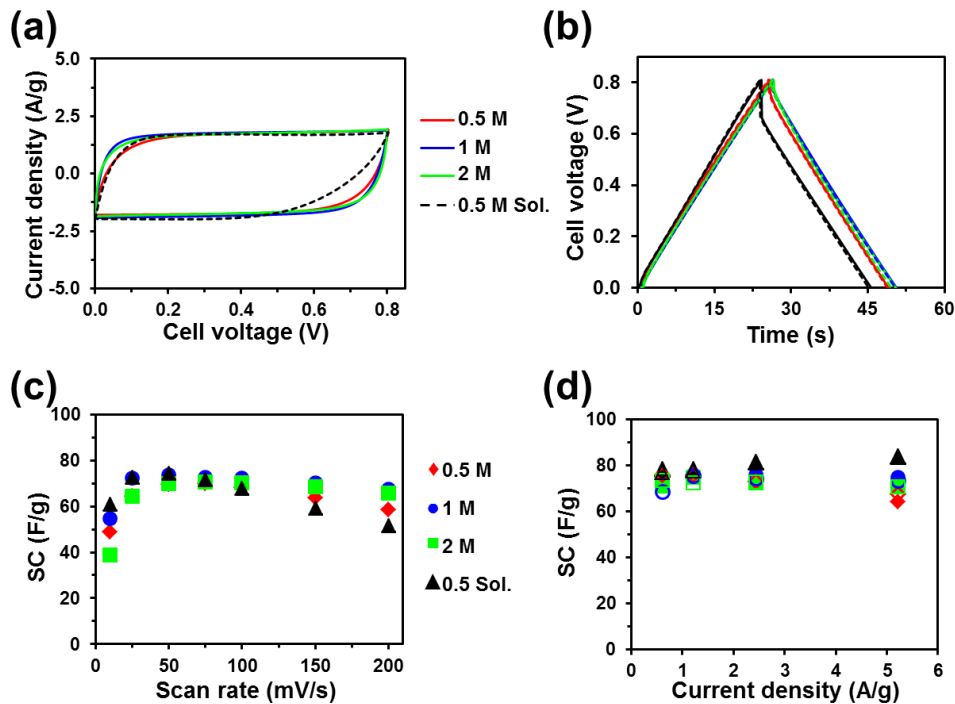 (a)
Current density (A/g)
5.0
2.5
0.0
-2.5
-5.0
0.0 0.2 0.4 0.6 0.8
Cell voltage (V)
0.5 M
1 M
2 M
0.5 M Sol.
(b)
Cell voltage (V)
0.8
0.6
0.4
0.2
0.0
0 15 30 45 60
Time (s)
(c)
SC (F/g)
100
80
60
40
20
0
0 50 100 150 200
Scan rate (mV/s)
0.5 M
1 M
2 M
0.5 Sol.
(d)
SC (F/g)
100
80
60
40
20
0
0 1 2 3 4 5 6
Current density (A/g)